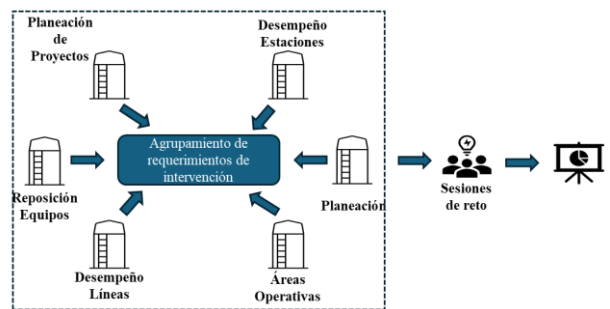 Planeación
de
Proyectos
Desempeño
Estaciones
Agrupamiento de
requerimientos de
intervención
Reposición
Equipos
Planeación
Sesiones
de reto
Desempeño
Líneas
Áreas
Operativas